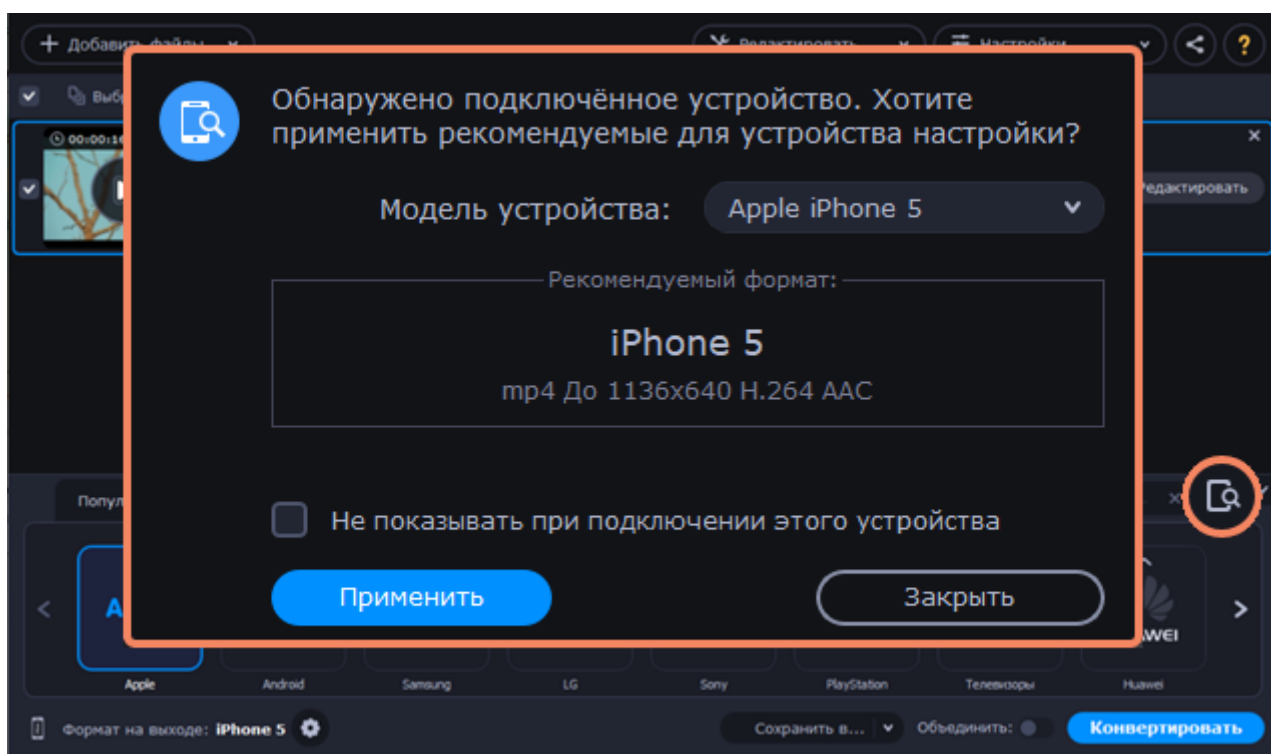 Добавить файлы
Редактировать
Настройки
?
Обнаружено подключённое устройство. Хотите
применить рекомендуемые для устройства настройки?
00:00:16
Редактировать
Модель устройства: Apple iPhone 5
Рекомендуемый формат:
iPhone 5
mp4 До 1136x640 H.264 AAC
Не показывать при подключении этого устройства
Применить
Закрыть
Apple
Android
Samsung
LG
Sony
PlayStation
Телевизоры
Huawei
Формат на выходе: iPhone 5
Сохранить в...
Объединить:
Конвертировать